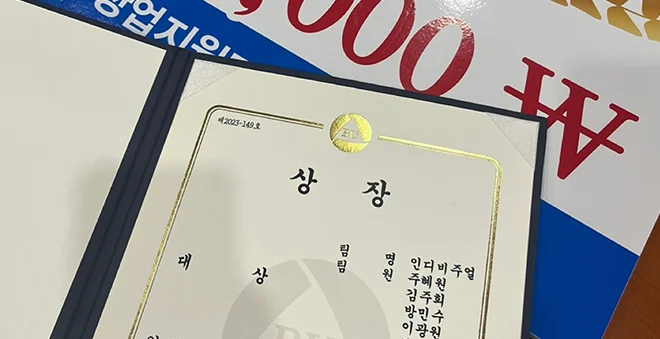 창업지원
,000 ₩
제2023-149호
상 장
대 상
팀 명 인디비주얼
팀 원 주혜원
김주희
방민수
이광원